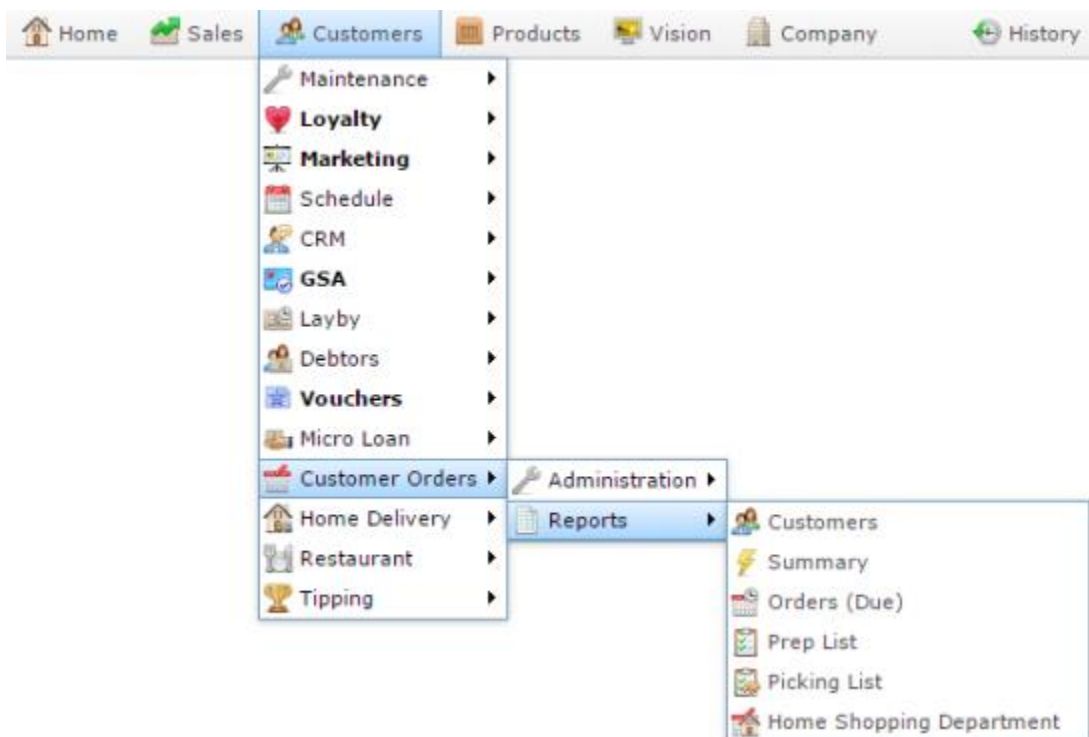 Home Sales Customers Products Vision Company History
Maintenance
Loyalty
Marketing
Schedule
CRM
GSA
Layby
Debtors
Vouchers
Micro Loan
Customer Orders Administration
Home Delivery Reports Customers
Restaurant Summary
Tipping Orders (Due)
Prep List
Picking List
Home Shopping Department